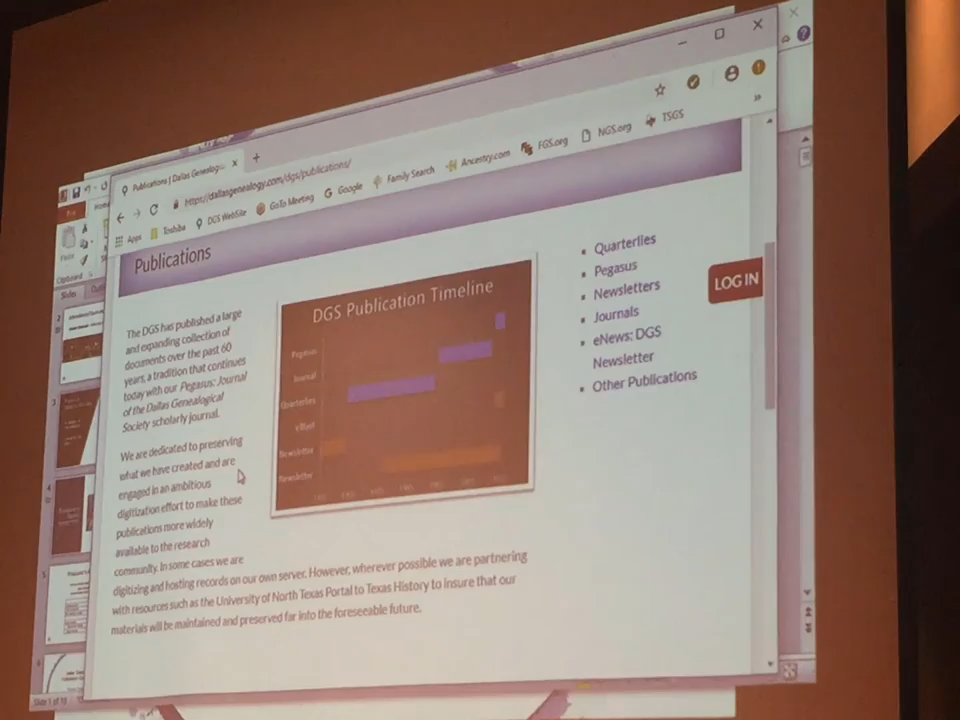 Publications | Dallas Genealog
https://dallasgenealogy.com/dgs/publications/
Apps Toshiba DGS WebSite GoTo Meeting Google Family Search Ancestry.com FGS.org NGS.org TSGS
Clipboard
Slides
Publications
The DGS has published a large
and expanding collection of
documents over the past 60
years, a tradition that continues
today with our Pegasus: Journal
of the Dallas Genealogical
Society scholarly journal.
We are dedicated to preserving
what we have created and are
engaged in an ambitious
digitization effort to make these
publications more widely
available to the research
community. In some cases we are
digitizing and hosting records on our own server. However, wherever possible we are partnering
with resources such as the University of North Texas Portal to Texas History to insure that our
materials will be maintained and preserved far into the foreseeable future.
DGS Publication Timeline
Pegasus
Journal
Quarterlies
eNews
Newsletter
Newsletter
Quarterlies
Pegasus
Newsletters
Journals
eNews: DGS
Newsletter
Other Publications
LOG IN